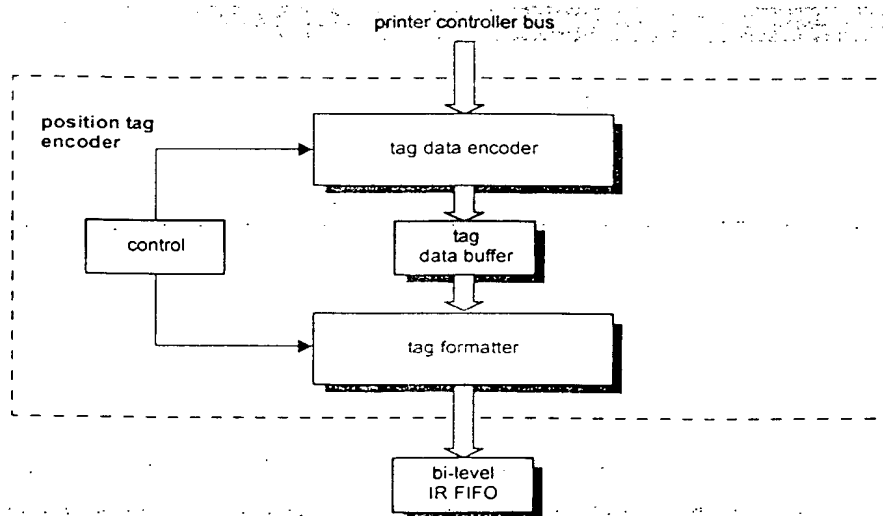 printer controller bus
position tag
encoder
tag data encoder
control
tag
data buffer
tag formatter
bi-level
IR FIFO